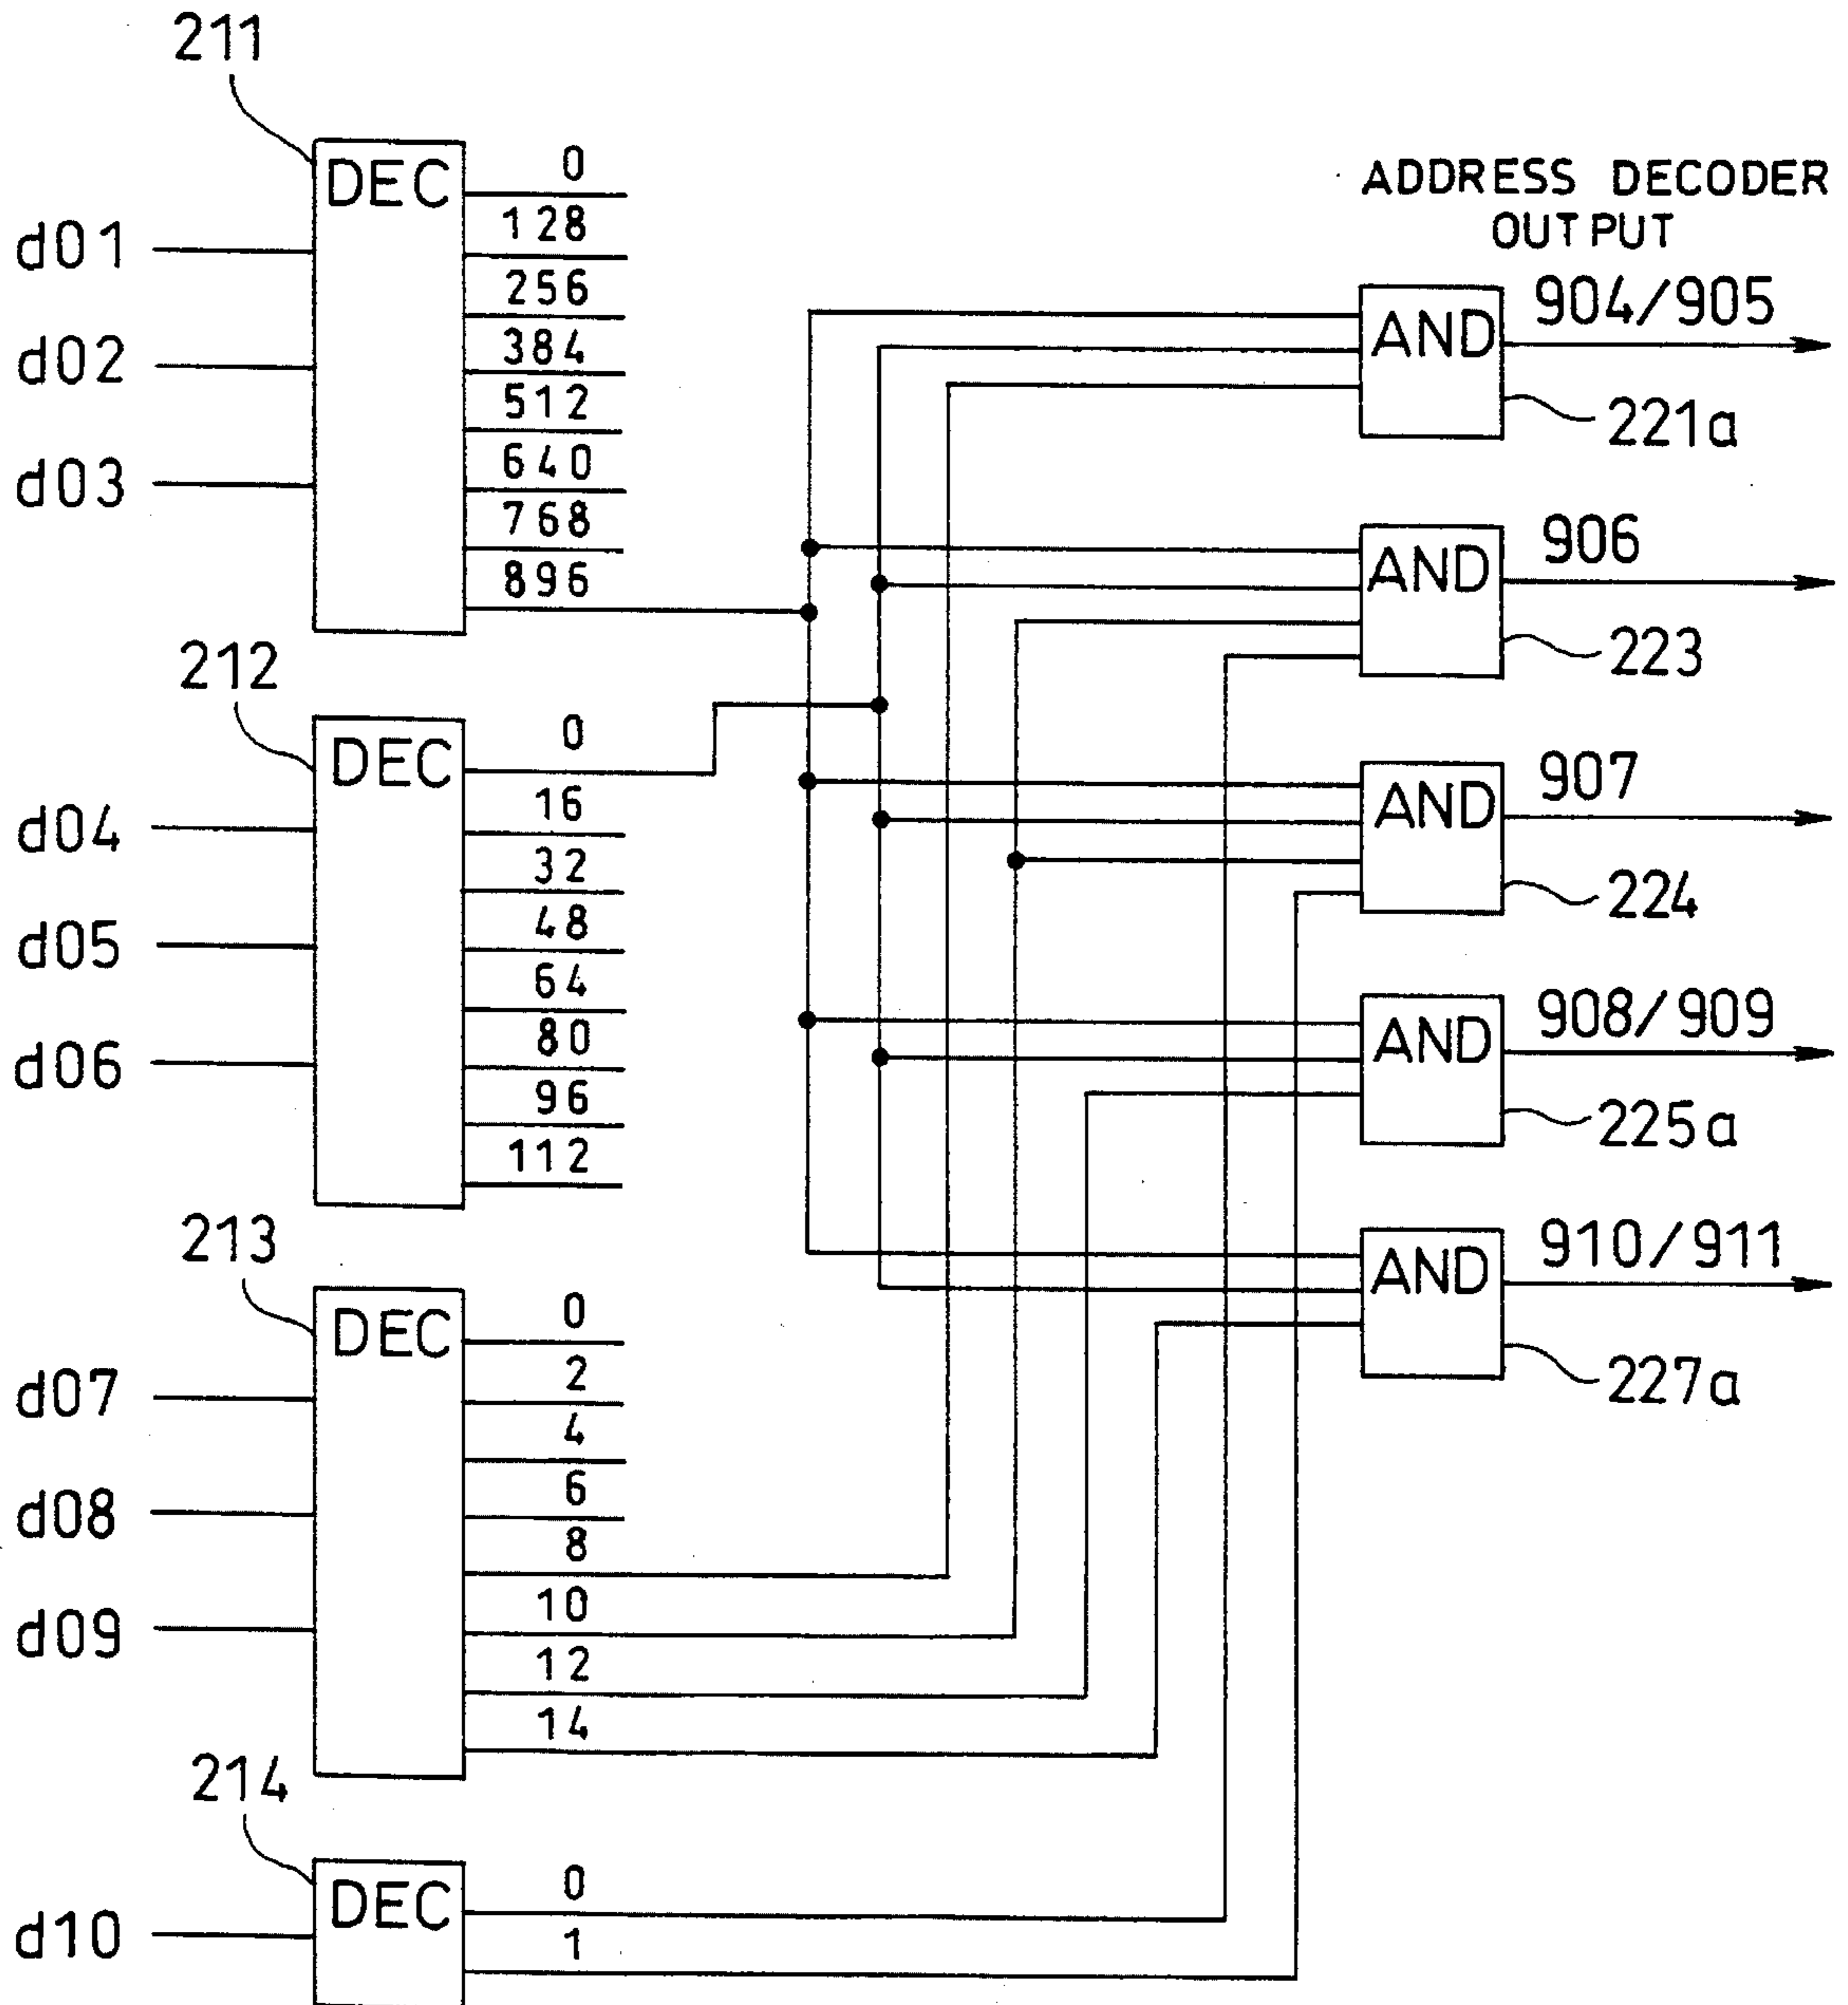 211
DEC
0
128
256
384
512
640
768
896
d01
d02
d03
212
DEC
0
16
32
48
64
80
96
112
d04
d05
d06
213
DEC
0
2
4
6
8
10
12
14
d07
d08
d09
214
DEC
0
1
d10
ADDRESS DECODER
OUTPUT
AND
904/905
221a
AND
906
223
AND
907
224
AND
908/909
225a
AND
910/911
227a